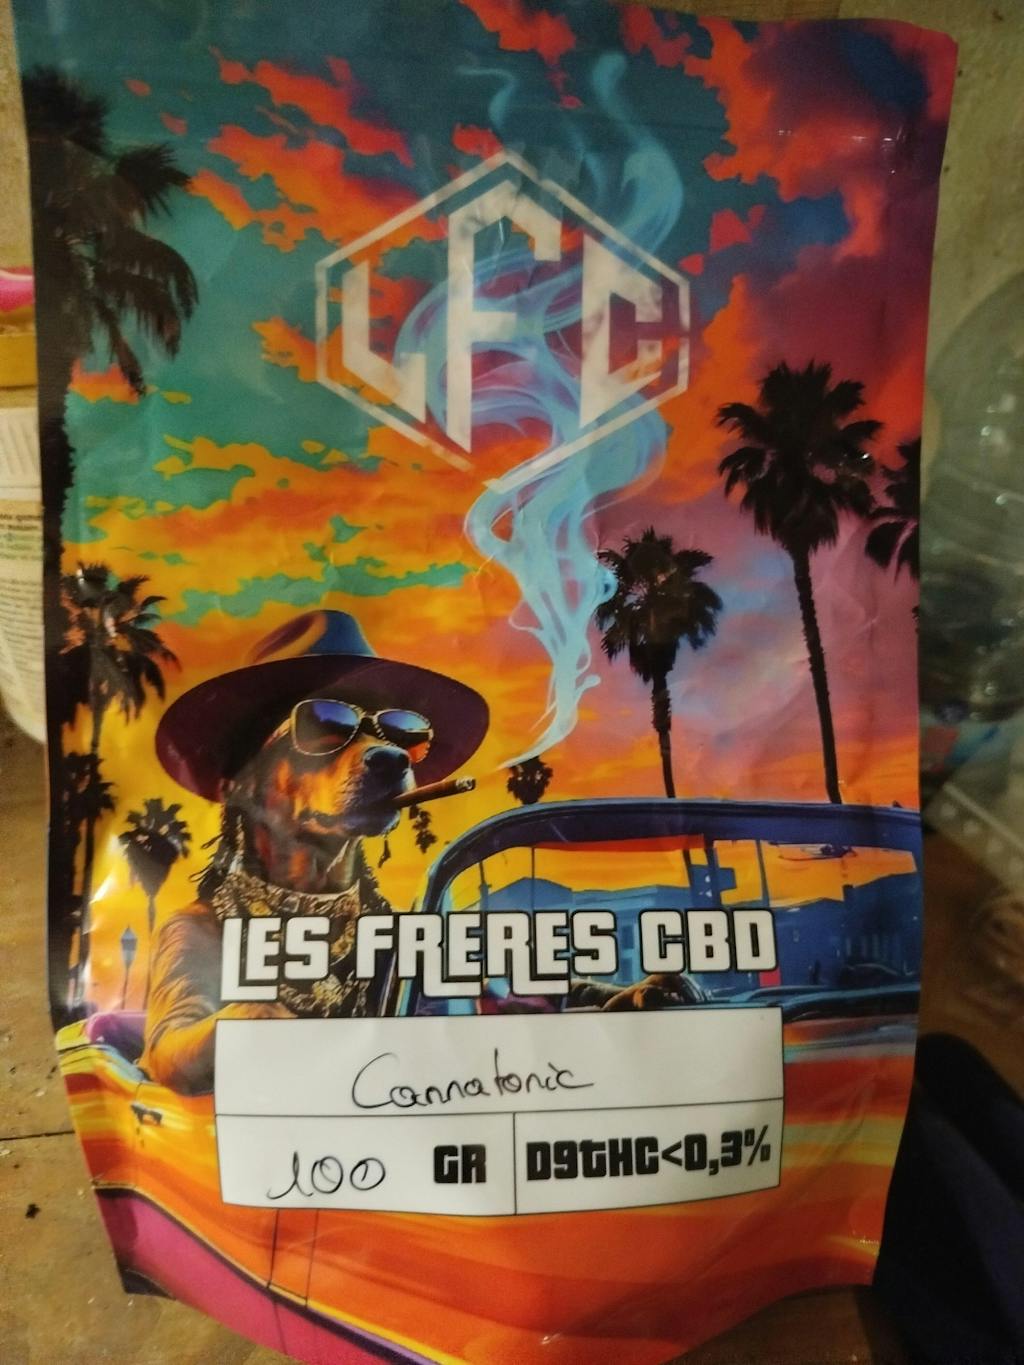 LFC
LES FRERES CBD
Cannatonic
100 GR
D9THC<0,3%